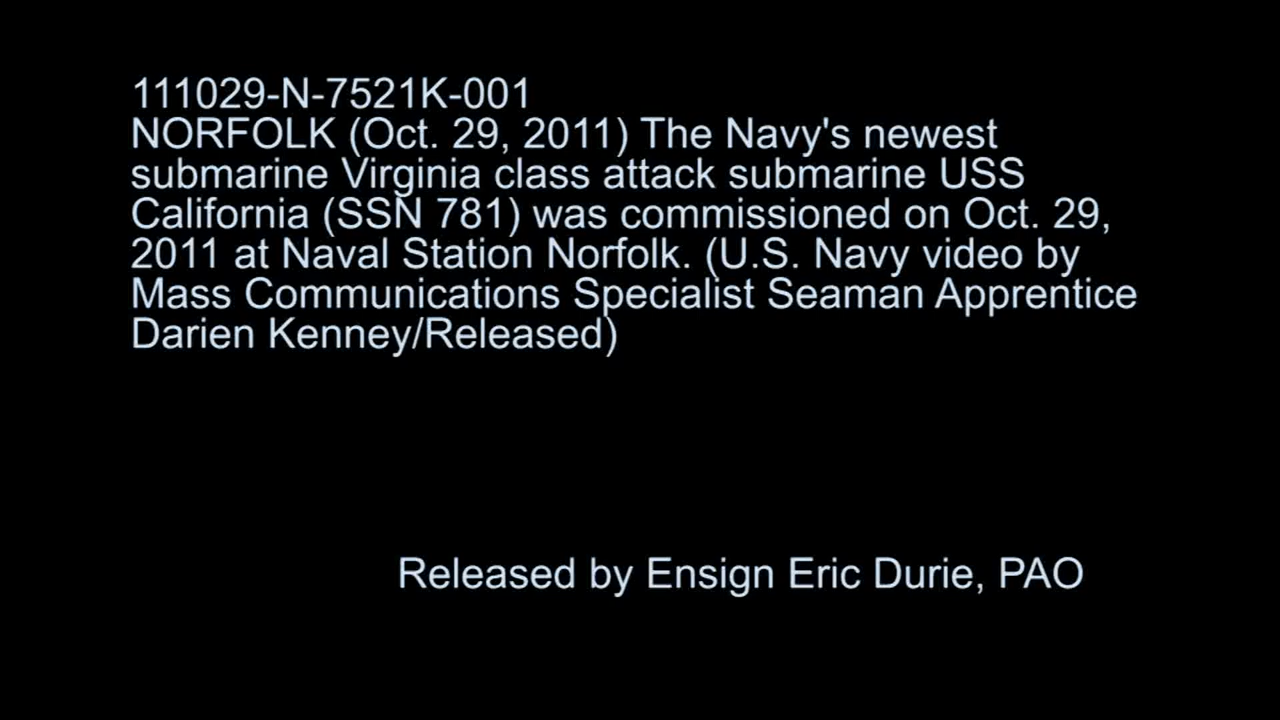 111029-N-7521K-001
NORFOLK (Oct. 29, 2011) The Navy's newest
submarine Virginia class attack submarine USS
California (SSN 781) was commissioned on Oct. 29,
2011 at Naval Station Norfolk. (U.S. Navy video by
Mass Communications Specialist Seaman Apprentice
Darien Kenney/Released)
Released by Ensign Eric Durie, PAO